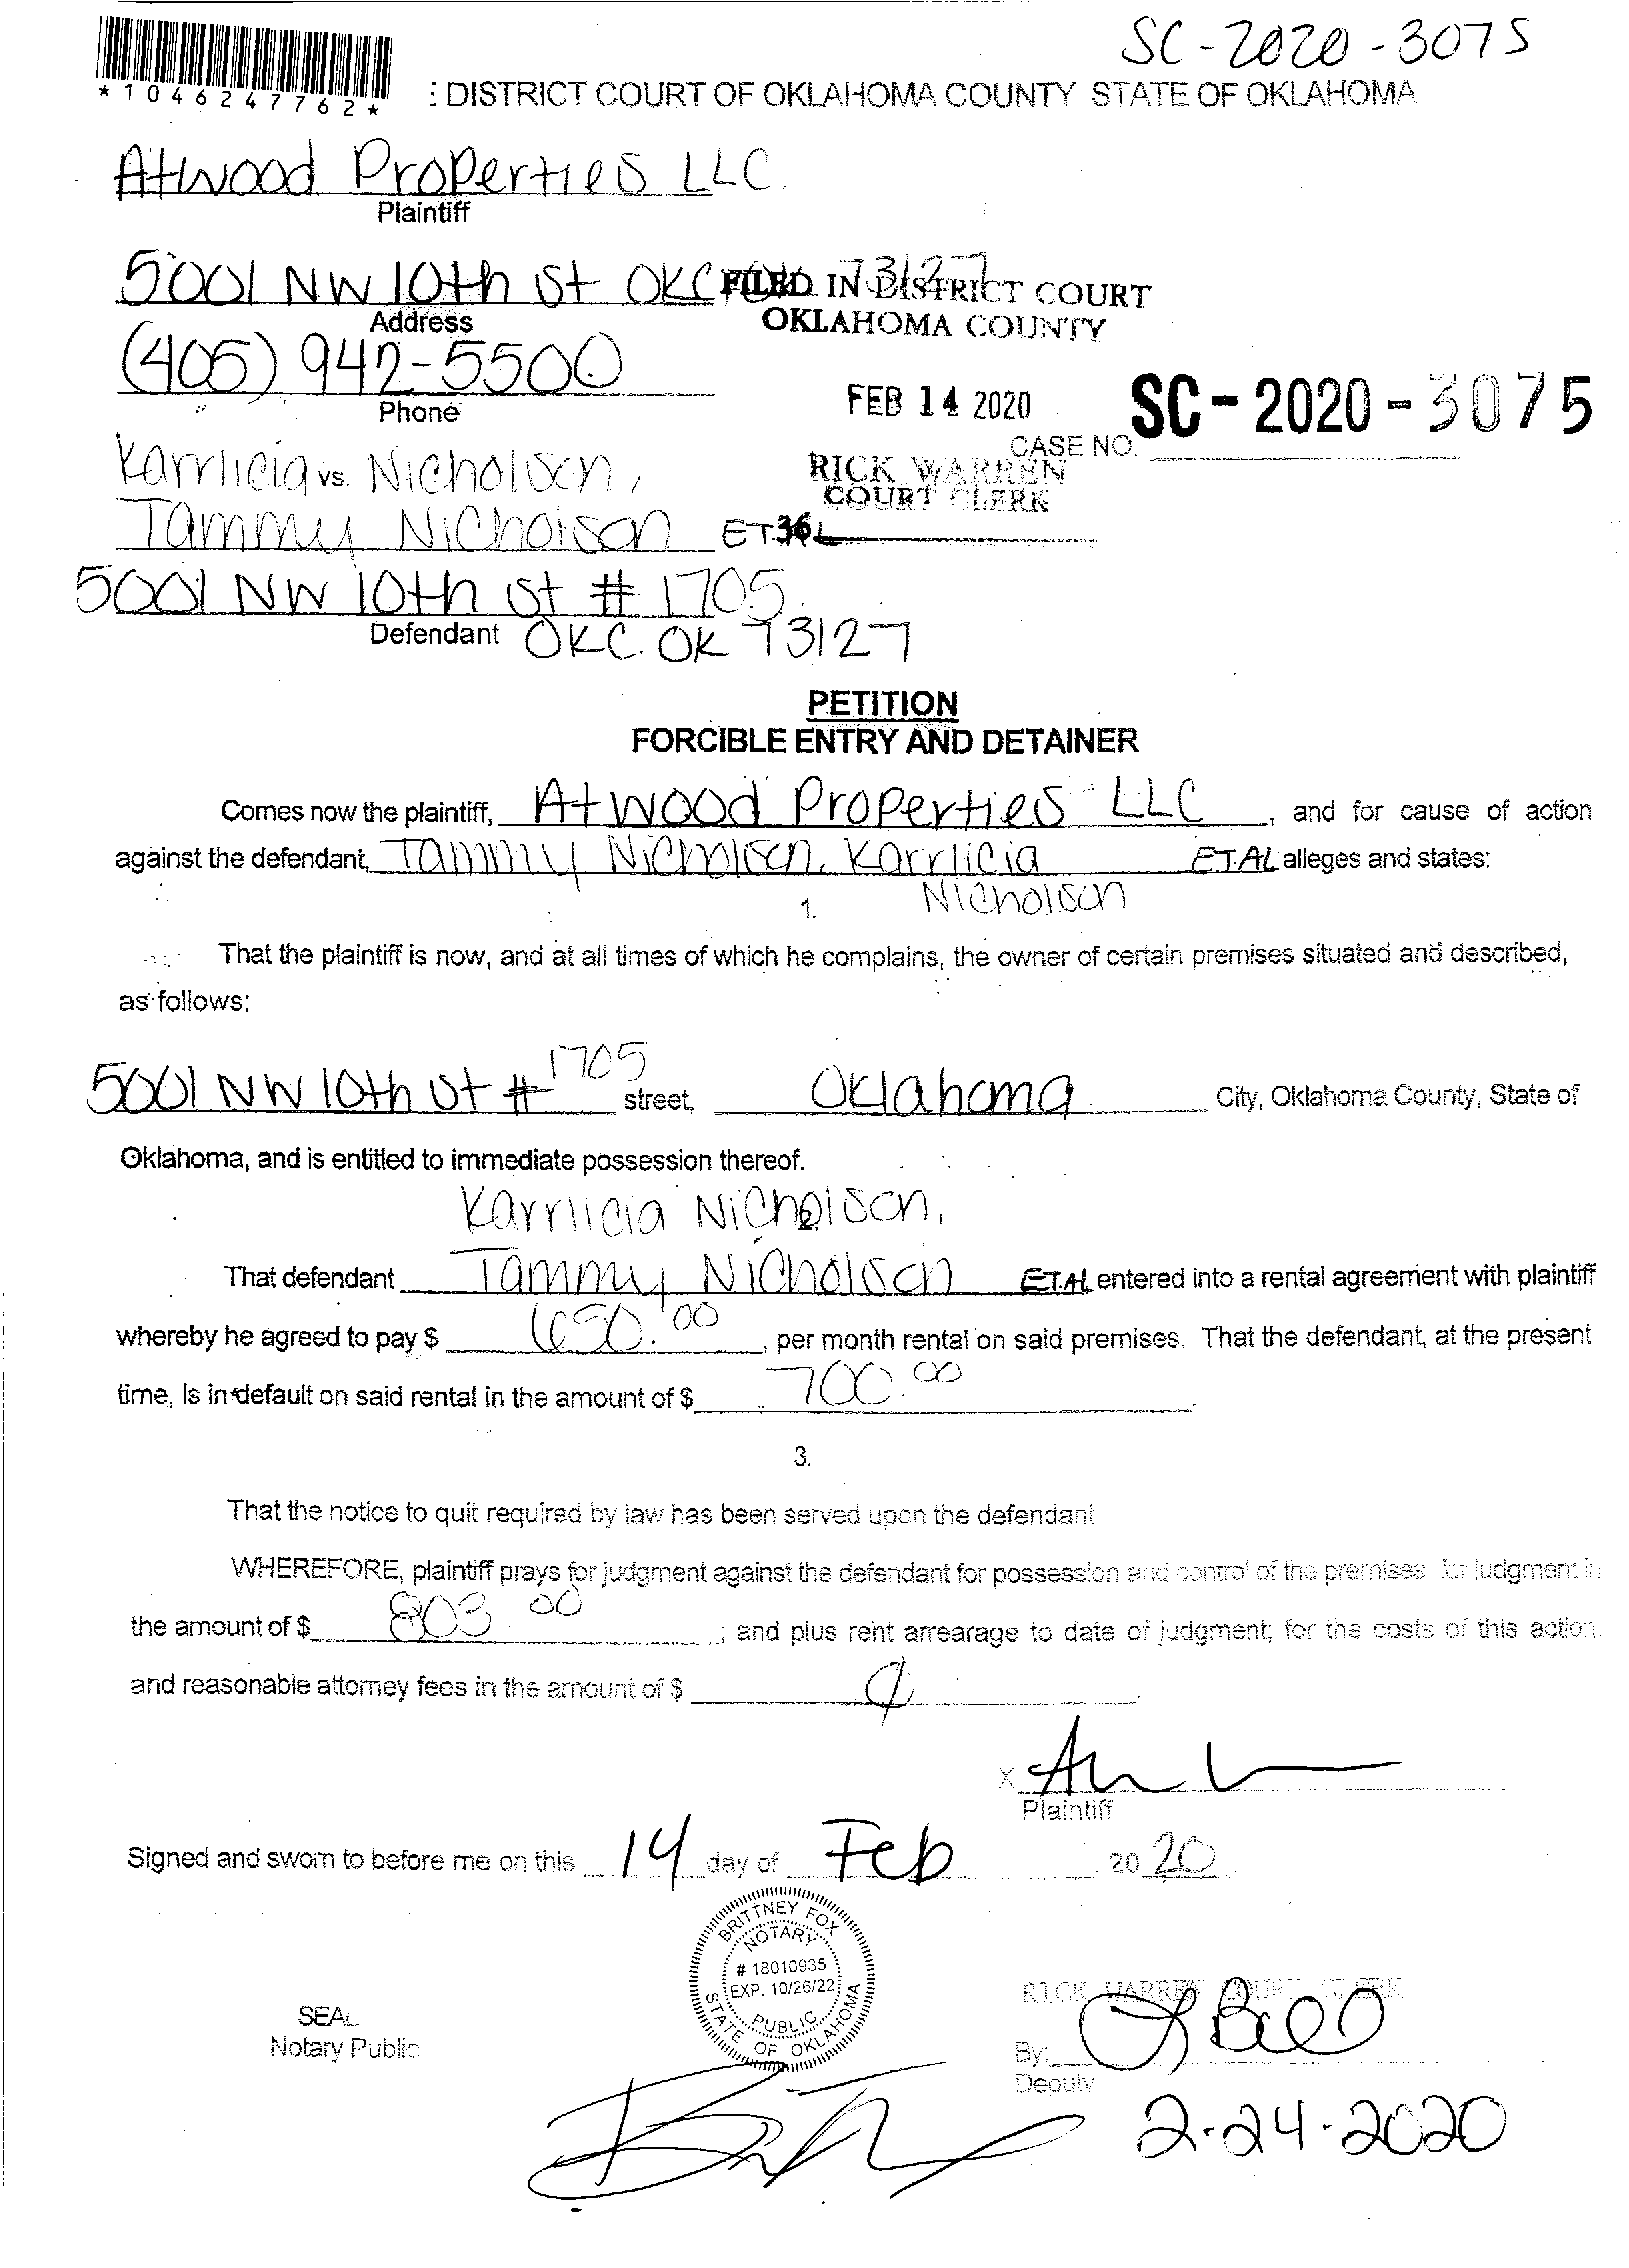 SC-2020-3075
*1046247762*
: DISTRICT COURT OF OKLAHOMA COUNTY STATE OF OKLAHOMA
Atwood Properties LLC.
Plaintiff
5001 NW 10th St OKC 73127
FILED IN DISTRICT COURT
Address
OKLAHOMA COUNTY
(405) 942-5500
Phone
FEB 14 2020
SC-2020-3075
CASE NO.
Karrlicia vs. Nicholson,
RICK WARREN
COURT CLERK
Tammy Nicholson ET AL
36
5001 NW 10th St # 1705
Defendant OKC. OK 73127
PETITION
FORCIBLE ENTRY AND DETAINER
Comes now the plaintiff, Atwood Properties LLC, and for cause of action
against the defendant, Tammy Nicholson, Karrlicia ET.AL alleges and states:
Nicholson
1.
That the plaintiff is now, and at all times of which he complains, the owner of certain premises situated and described,
as follows:
5001 NW 10th St # 1705 street, Oklahoma City, Oklahoma County, State of
Oklahoma, and is entitled to immediate possession thereof.
Karrlicia Nicholson,
That defendant Tammy Nicholson ET.AL entered into a rental agreement with plaintiff
whereby he agreed to pay $ 650.00, per month rental on said premises. That the defendant, at the present
time, is in default on said rental in the amount of $ 700.00
3.
That the notice to quit required by law has been served upon the defendant
WHEREFORE, plaintiff prays for judgment against the defendant for possession and control of the premises for judgment in
the amount of $ 803 00; and plus rent arrearage to date of judgment; for the costs of this action
and reasonable attorney fees in the amount of $
X
Plaintiff
Signed and sworn to before me on this 14 day of Feb 2020
BRITTNEY FOX
NOTARY
# 18010935
EXP. 10/26/22
PUBLIC
STATE OF OKLAHOMA
SEAL
Notary Public
RICK WARREN COURT CLERK
By:
Deputy
2-24-2020